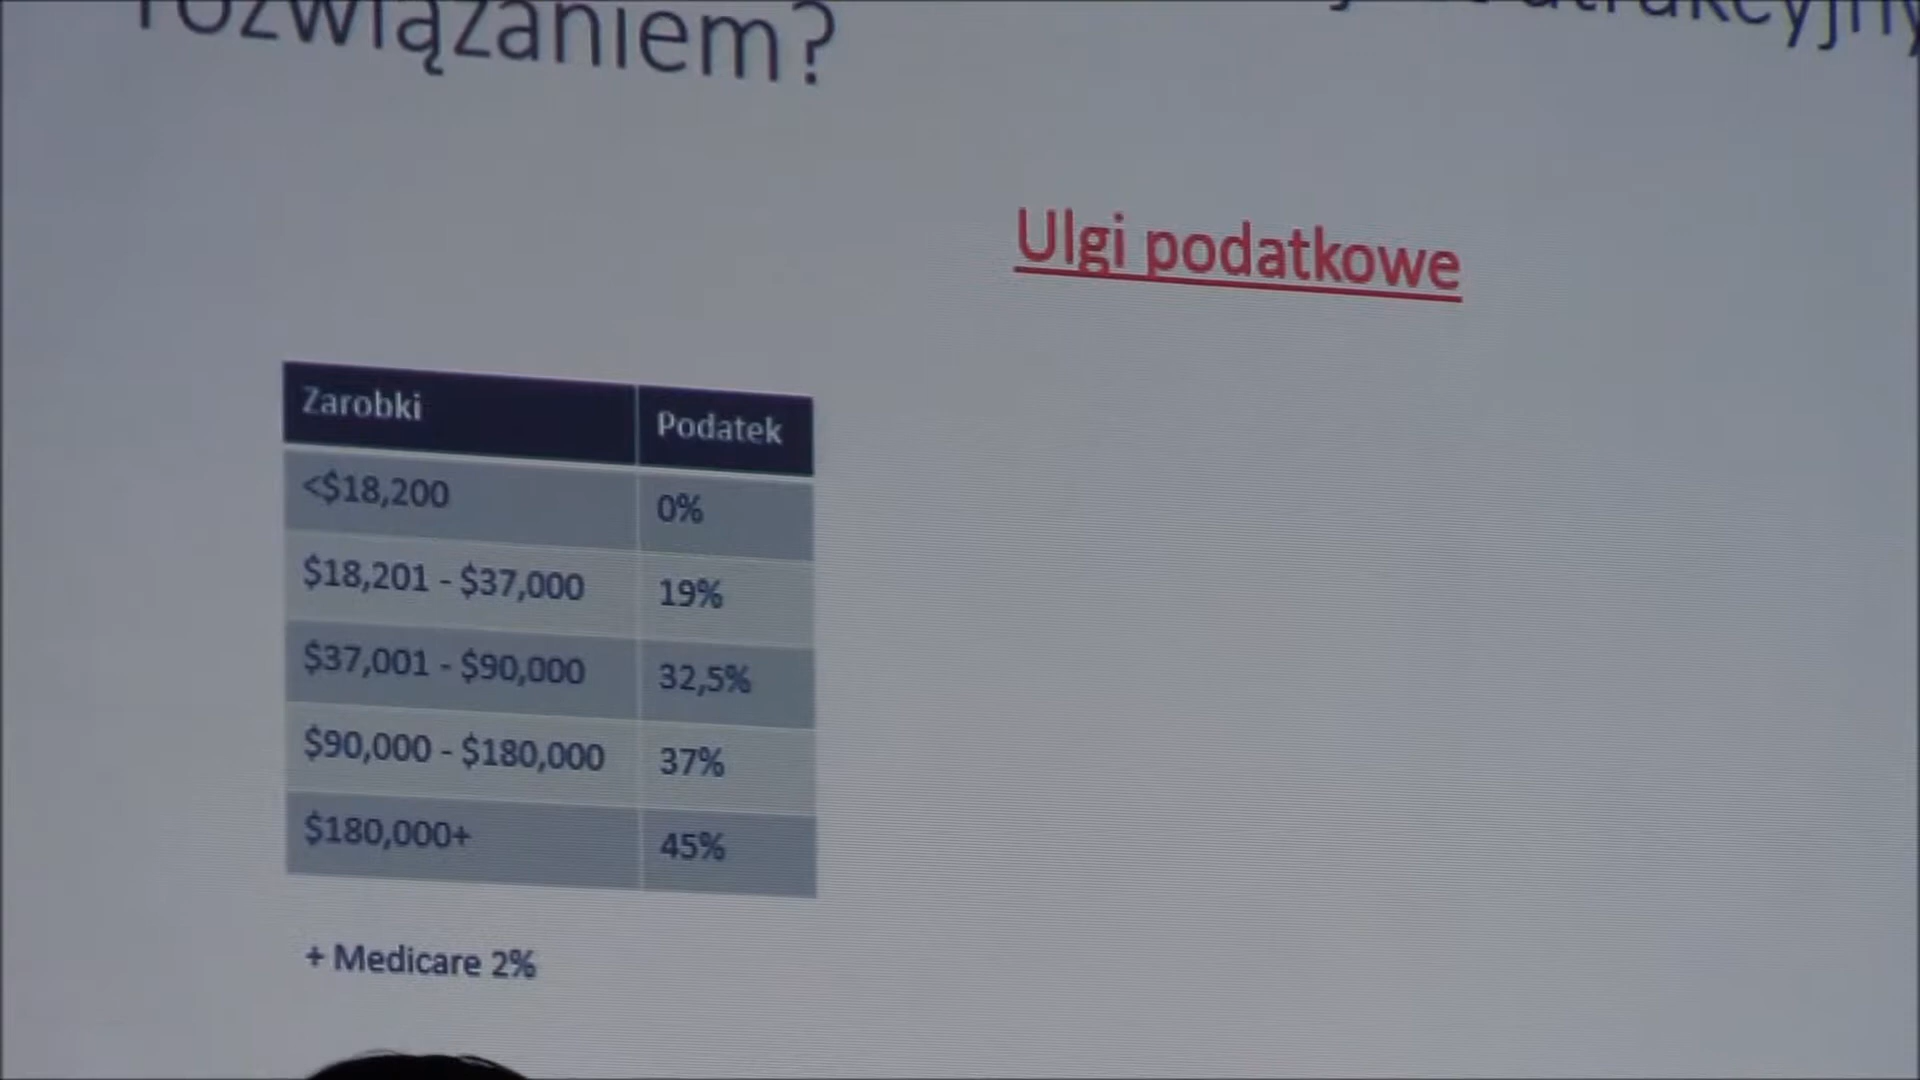 rozwiązaniem?
Ulgi podatkowe
Zarobki Podatek
<$18,200 0%
$18,201 - $37,000 19%
$37,001 - $90,000 32,5%
$90,000 - $180,000 37%
$180,000+ 45%
+ Medicare 2%